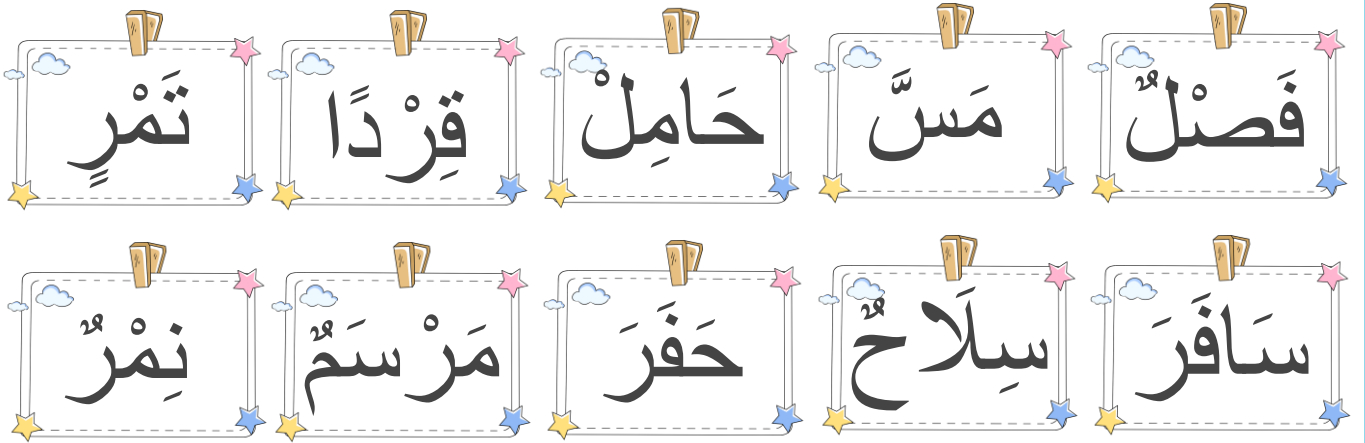 فَصْلٌ مَسَّ حَامِلْ قِرْدًا تَمْرٍ
سَافَرَ سِلَاحٌ حَفَرَ مَرْسَمٌ نِمْرٌ